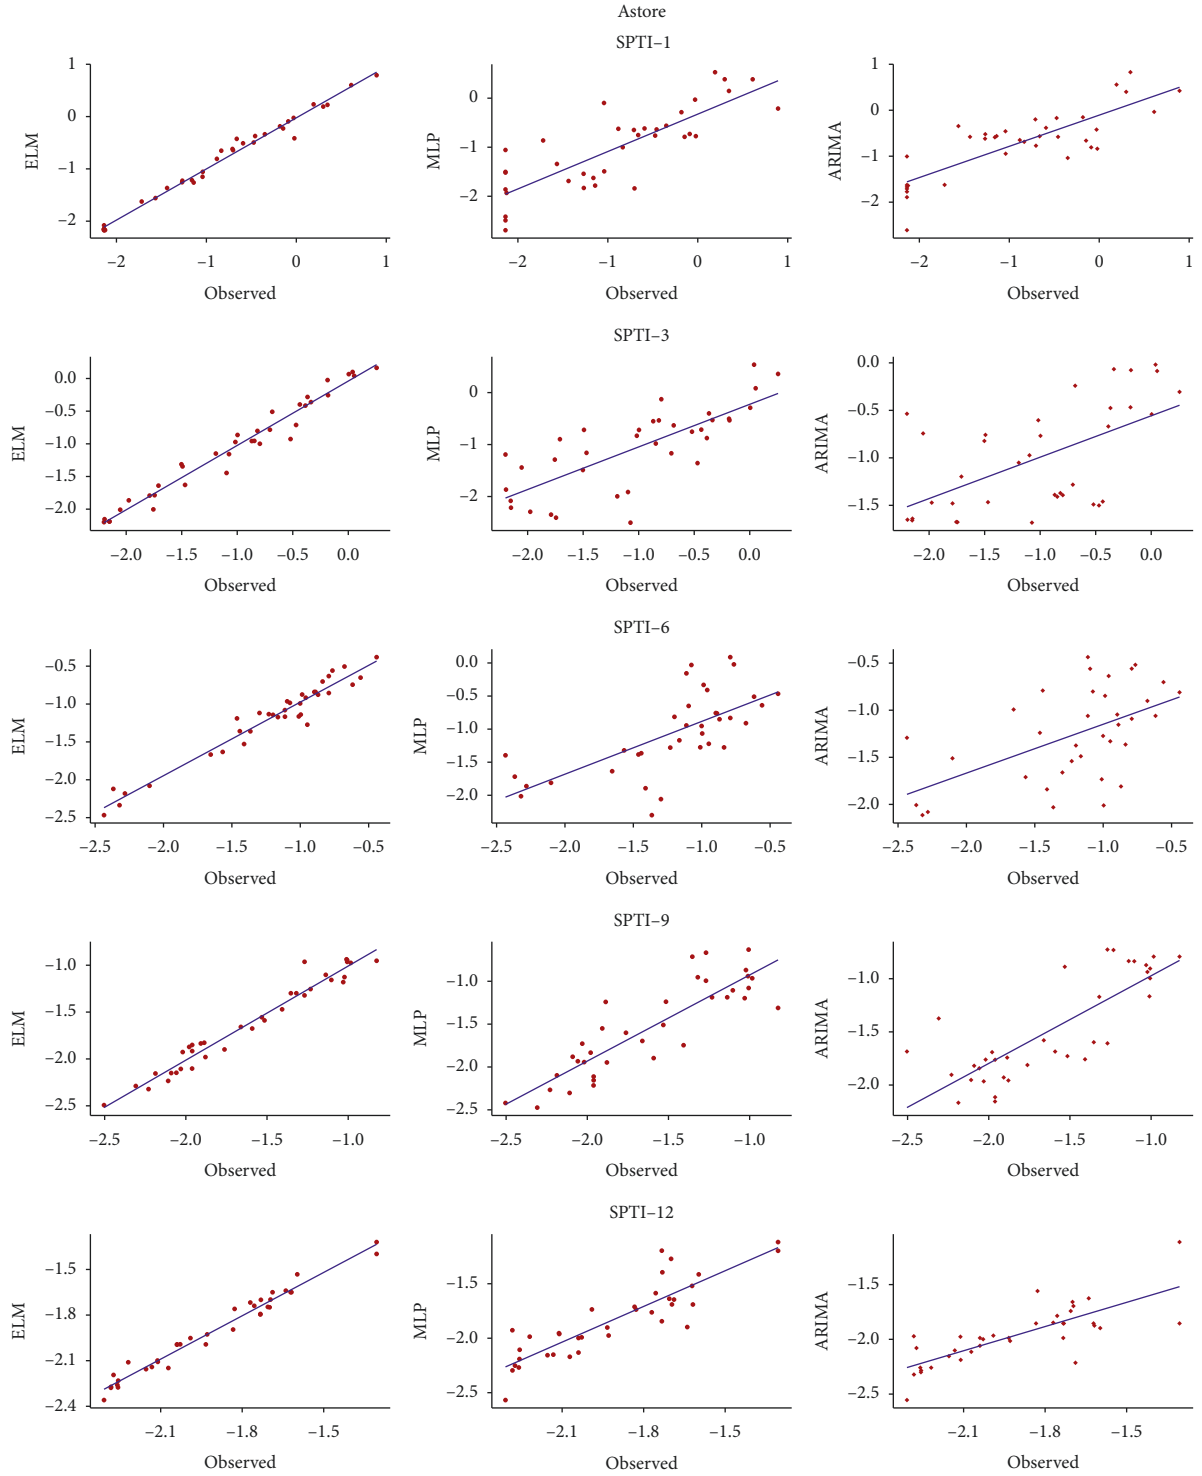 Astore
SPTI–1
1
0
–1
–2
ELM
–2 –1 0 1
Observed
0
–1
–2
MLP
–2 –1 0 1
Observed
1
0
–1
–2
ARIMA
–2 –1 0 1
Observed
SPTI–3
0.0
–0.5
–1.0
–1.5
–2.0
ELM
–2.0 –1.5 –1.0 –0.5 0.0
Observed
0
–1
–2
MLP
–2.0 –1.5 –1.0 –0.5 0.0
Observed
0.0
–0.5
–1.0
–1.5
ARIMA
–2.0 –1.5 –1.0 –0.5 0.0
Observed
SPTI–6
–0.5
–1.0
–1.5
–2.0
–2.5
ELM
–2.5 –2.0 –1.5 –1.0 –0.5
Observed
0.0
–0.5
–1.0
–1.5
–2.0
MLP
–2.5 –2.0 –1.5 –1.0 –0.5
Observed
–0.5
–1.0
–1.5
–2.0
ARIMA
–2.5 –2.0 –1.5 –1.0 –0.5
Observed
SPTI–9
–1.0
–1.5
–2.0
–2.5
ELM
–2.5 –2.0 –1.5 –1.0
Observed
–1.0
–1.5
–2.0
–2.5
MLP
–2.5 –2.0 –1.5 –1.0
Observed
–1.0
–1.5
–2.0
ARIMA
–2.5 –2.0 –1.5 –1.0
Observed
SPTI–12
–1.5
–1.8
–2.1
–2.4
ELM
–2.1 –1.8 –1.5
Observed
–1.5
–2.0
–2.5
MLP
–2.1 –1.8 –1.5
Observed
–1.5
–2.0
–2.5
ARIMA
–2.1 –1.8 –1.5
Observed